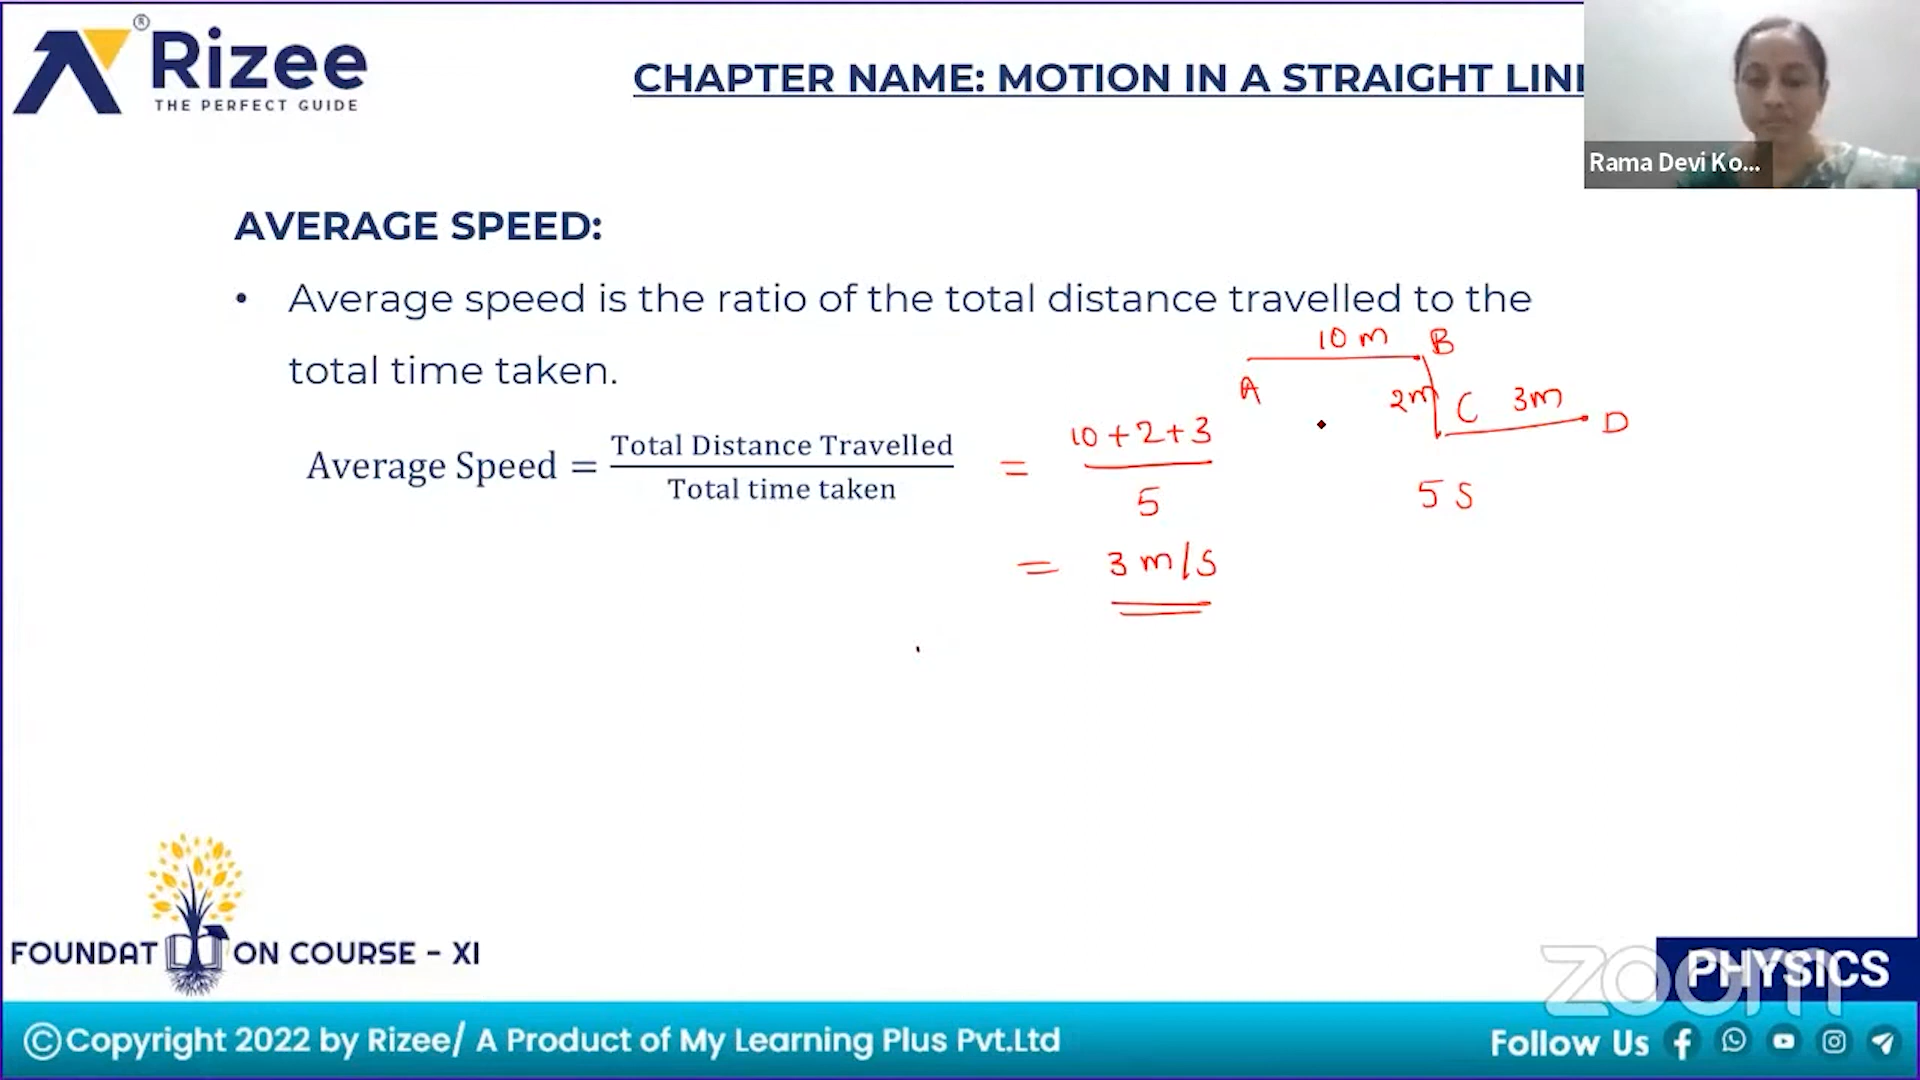 ® Rizee
THE PERFECT GUIDE
CHAPTER NAME: MOTION IN A STRAIGHT LINE
Rama Devi Ko...
AVERAGE SPEED:
• Average speed is the ratio of the total distance travelled to the
total time taken.
10 m B
A 2m C 3m D
5 S
Average Speed = Total Distance Travelled / Total time taken = 10+2+3 / 5
= 3 m/s
FOUNDAT ON COURSE - XI
zoom
PHYSICS
©Copyright 2022 by Rizee/ A Product of My Learning Plus Pvt.Ltd
Follow Us